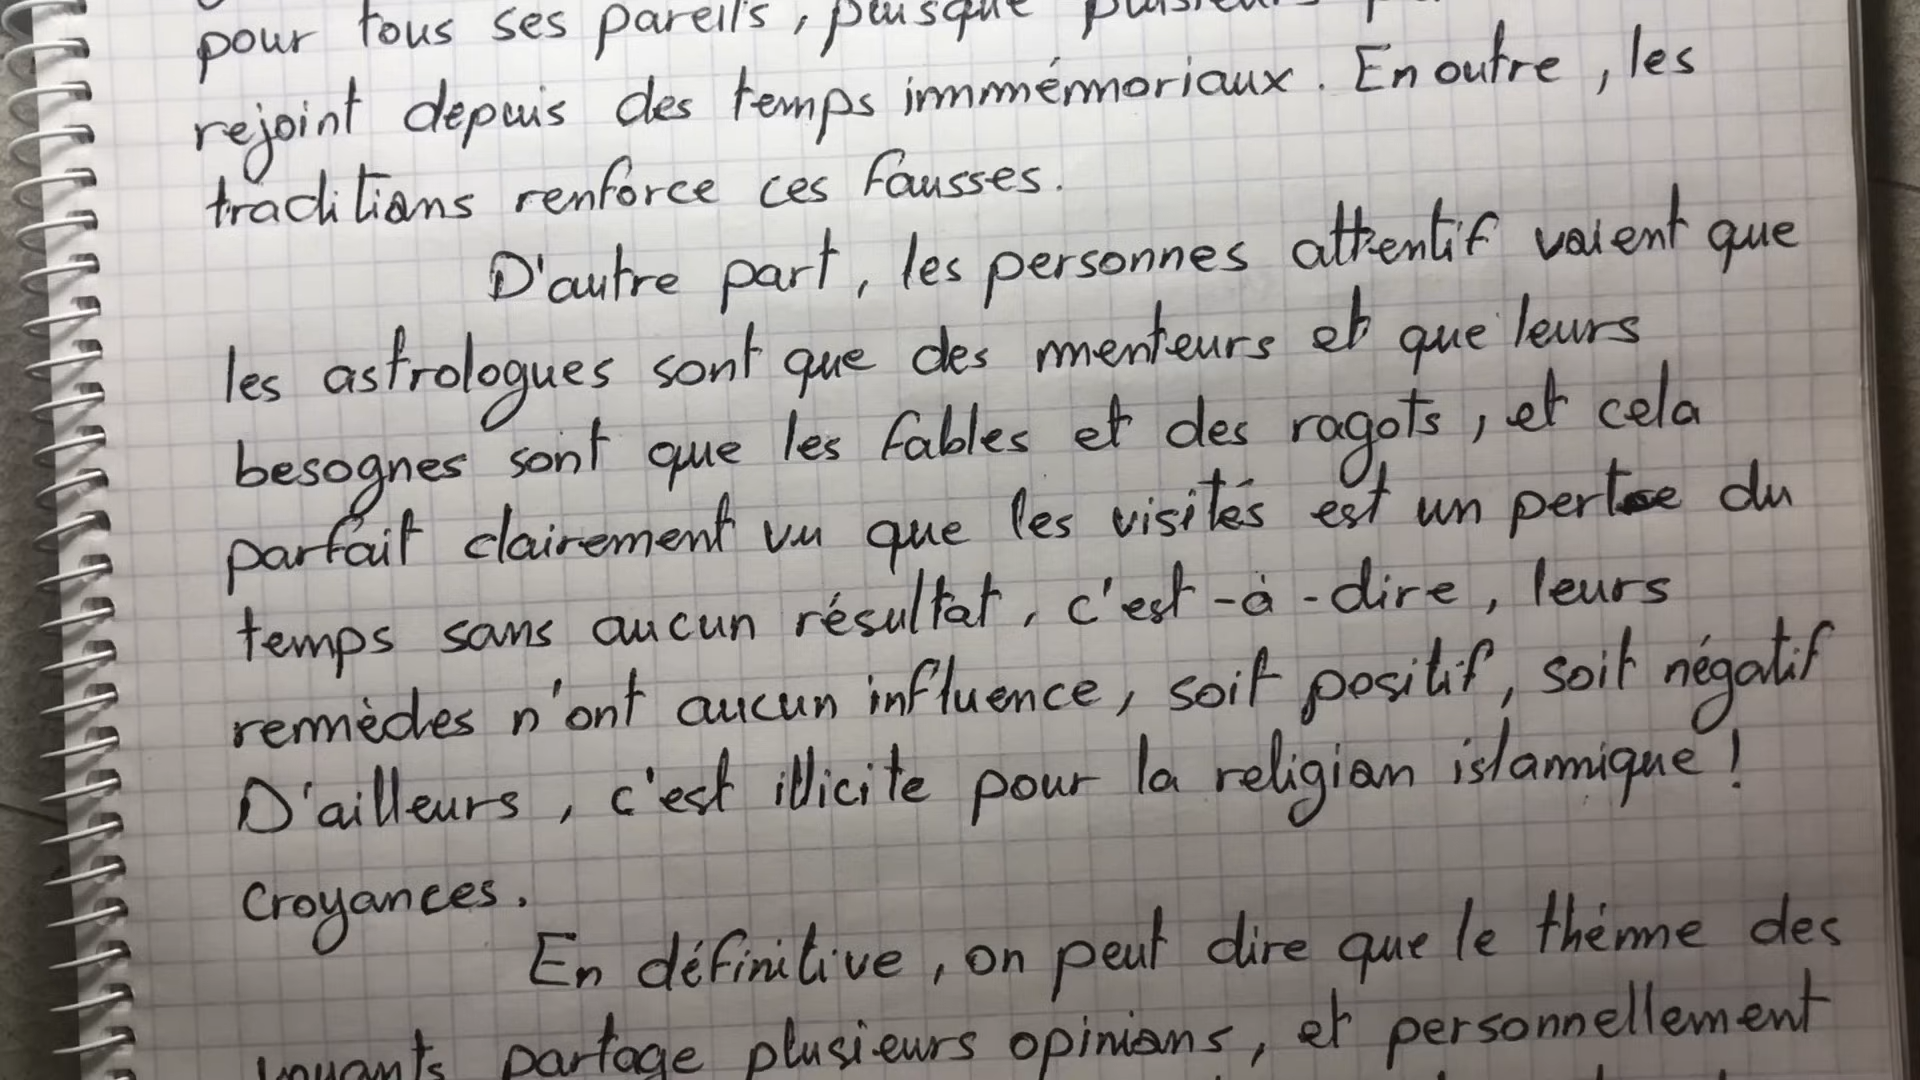 pour tous ses pareils, puisque plusieurs
rejoint depuis des temps immémoriaux. En outre, les
traditions renforce ces fausses.
D'autre part, les personnes attentif voient que
les astrologues sont que des menteurs et que leurs
besognes sont que les fables et des ragots, et cela
parfait clairement vu que les visités est un perte du
temps sans aucun résultat, c'est-à-dire, leurs
remèdes n'ont aucun influence, soit positif, soit négatif
D'ailleurs, c'est illicite pour la religion islamique !
croyances.
En définitive, on peut dire que le théme des
voyants partage plusieurs opinions, et personnellement